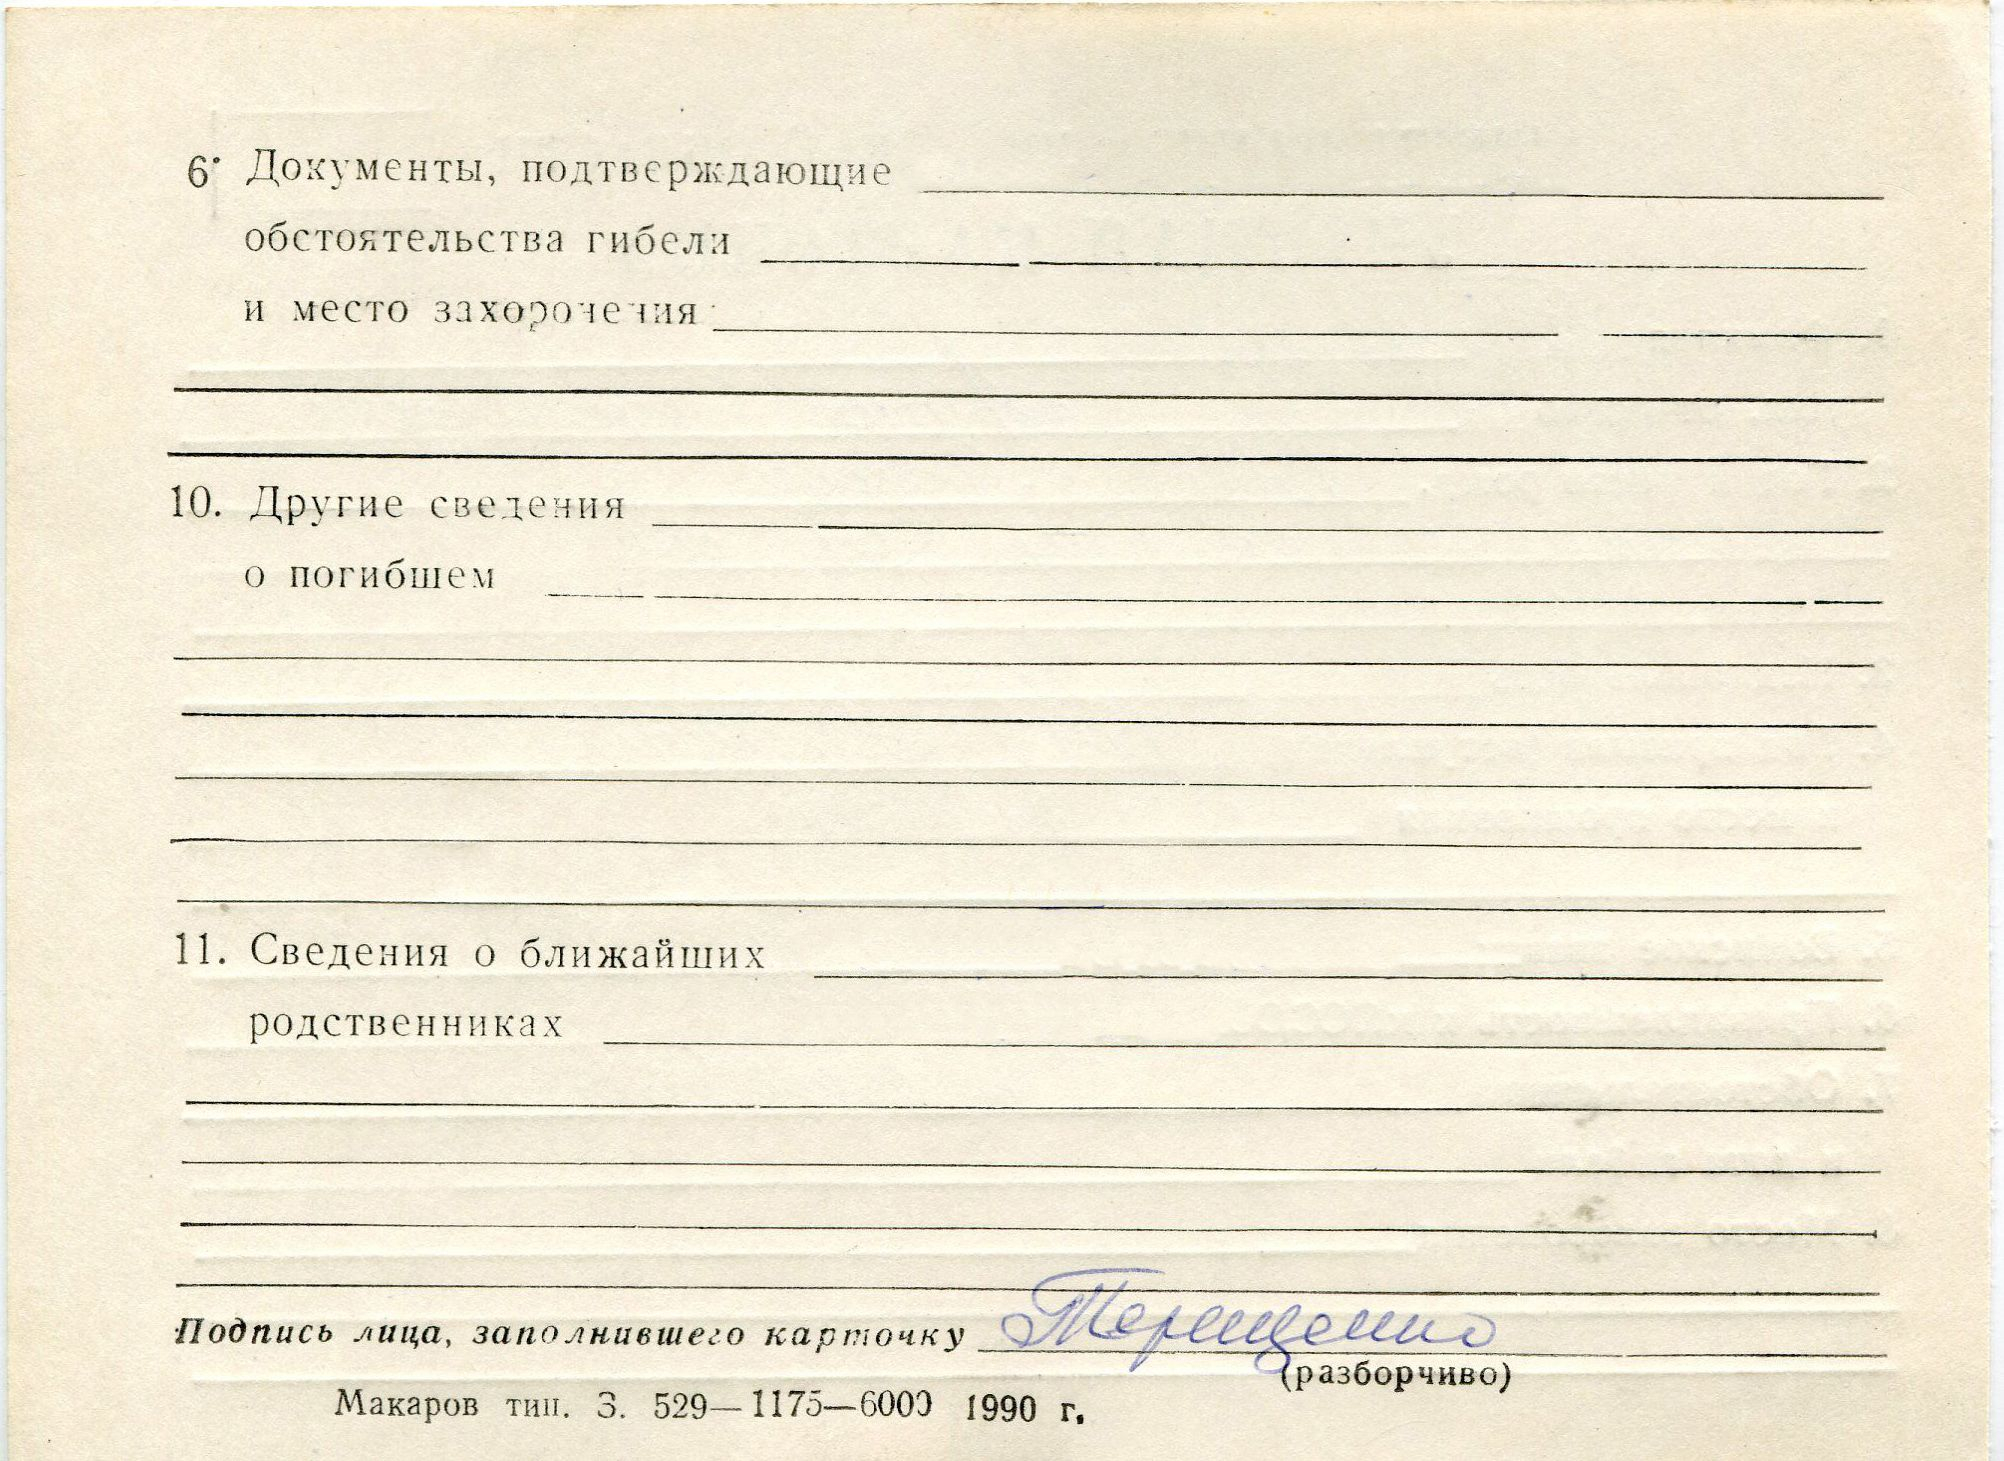 6. Документы, подтверждающие
обстоятельства гибели
и место захоронения
10. Другие сведения
о погибшем
11. Сведения о ближайших
родственниках
Подпись лица, заполнившего карточку Терещенко
(разборчиво)
Макаров тип. З. 529—1175—6000 1990 г.